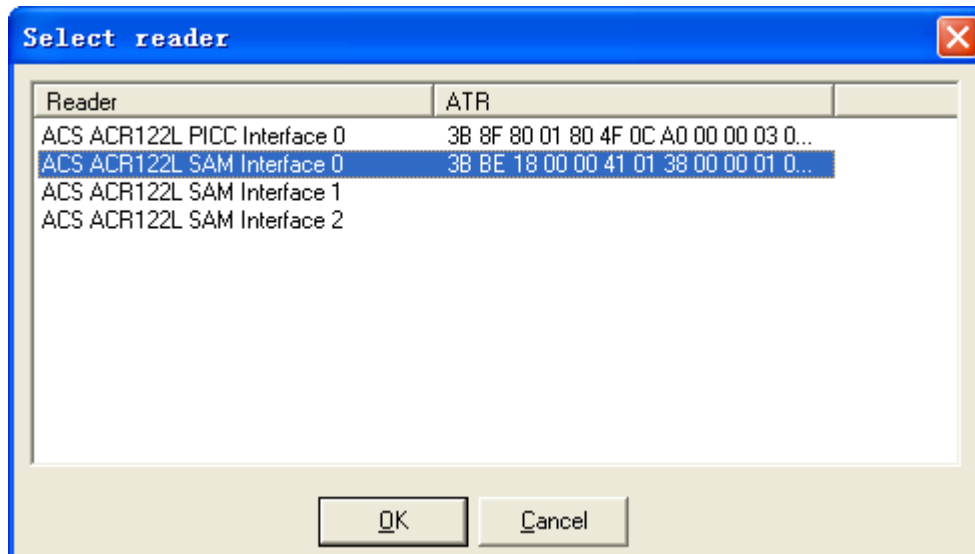 Select reader
Reader ATR
ACS ACR122L PICC Interface 0 3B 8F 80 01 80 4F 0C A0 00 00 03 0...
ACS ACR122L SAM Interface 0 3B BE 18 00 00 41 01 38 00 00 01 0...
ACS ACR122L SAM Interface 1
ACS ACR122L SAM Interface 2
OK Cancel